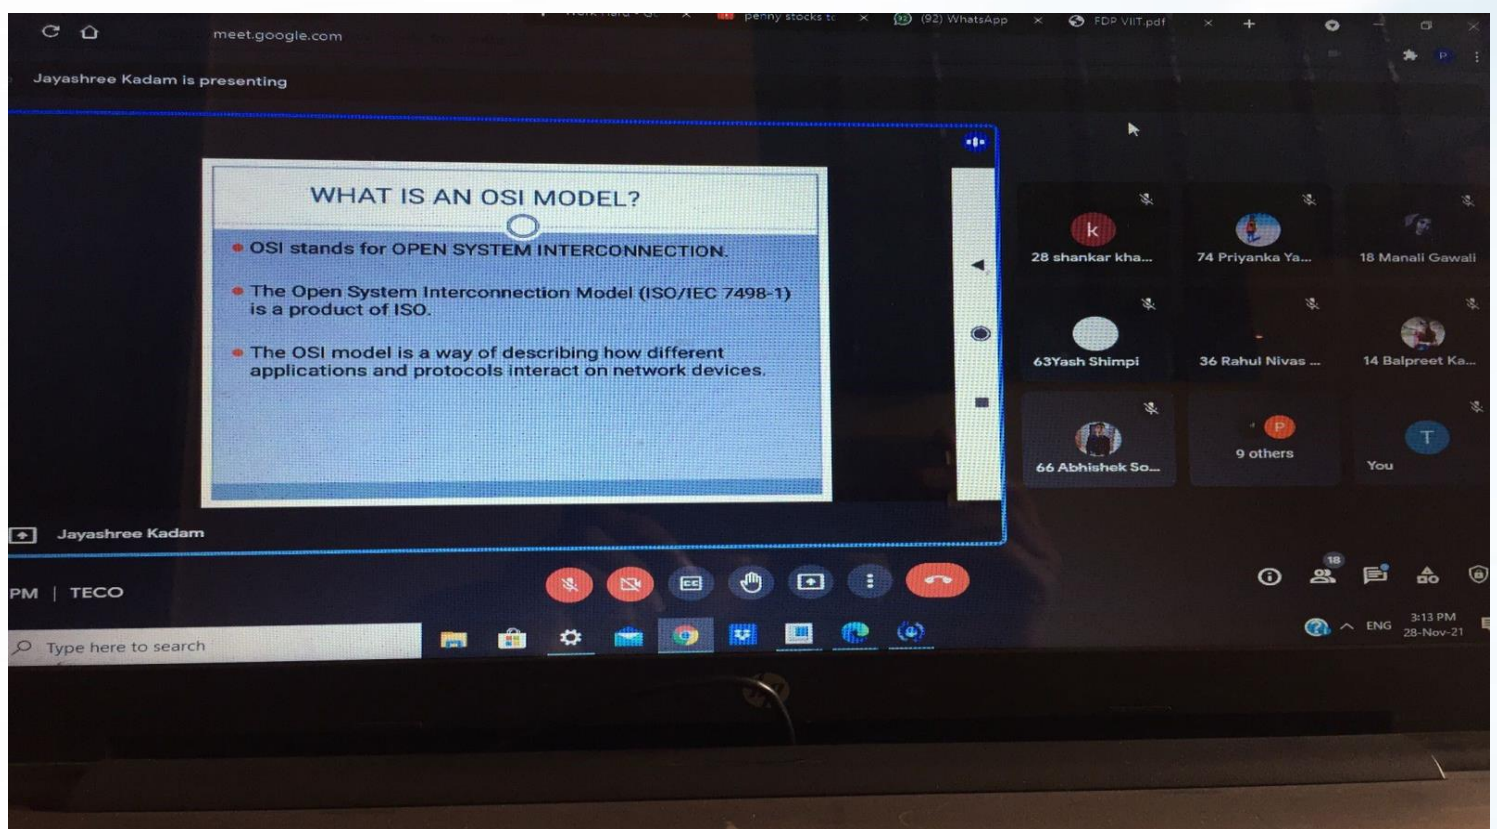 penny stocks tc
(92) WhatsApp
FDP VIIT.pdf
meet.google.com
P
Jayashree Kadam is presenting
WHAT IS AN OSI MODEL?
OSI stands for OPEN SYSTEM INTERCONNECTION.
The Open System Interconnection Model (ISO/IEC 7498-1)
is a product of ISO.
The OSI model is a way of describing how different
applications and protocols interact on network devices.
k
28 shankar kha...
74 Priyanka Ya...
18 Manali Gawali
63Yash Shimpi
36 Rahul Nivas ...
14 Balpreet Ka...
66 Abhishek So...
P
9 others
T
You
Jayashree Kadam
PM | TECO
CC
18
Type here to search
ENG
3:13 PM
28-Nov-21
hp